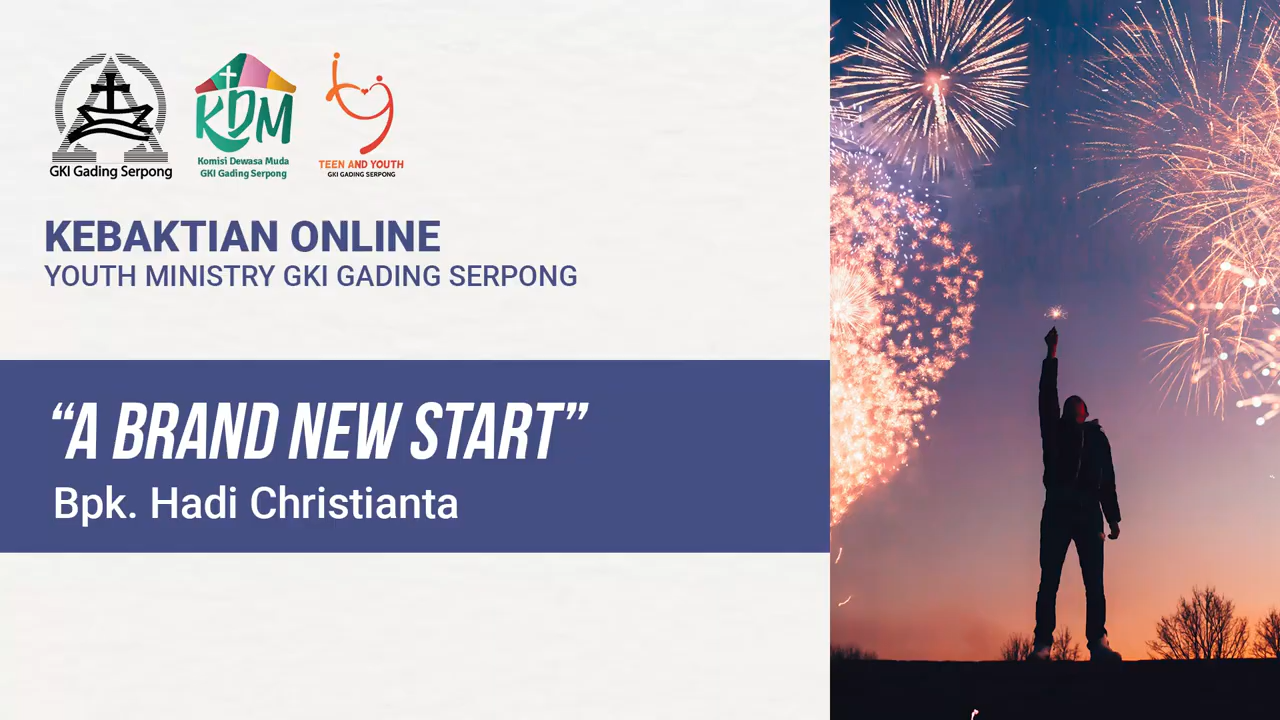 GKI Gading Serpong
KDM
Komisi Dewasa Muda
GKI Gading Serpong
TEEN AND YOUTH
GKI GADING SERPONG
KEBAKTIAN ONLINE
YOUTH MINISTRY GKI GADING SERPONG
“A BRAND NEW START”
Bpk. Hadi Christianta